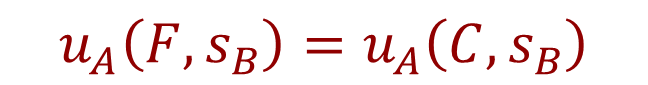 u_A(F, s_B) = u_A(C, s_B)